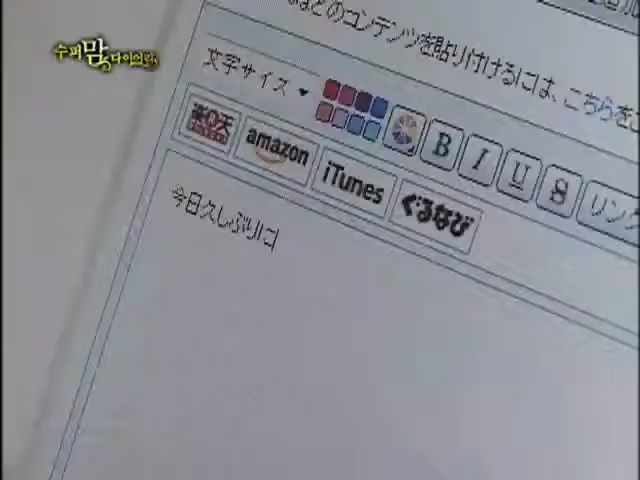 수퍼맘 다이어리
などのコンテンツを貼り付けるには、こちらを
文字サイズ
B I U S リンク
楽天
amazon
iTunes
ぐるなび
今日久しぶりに